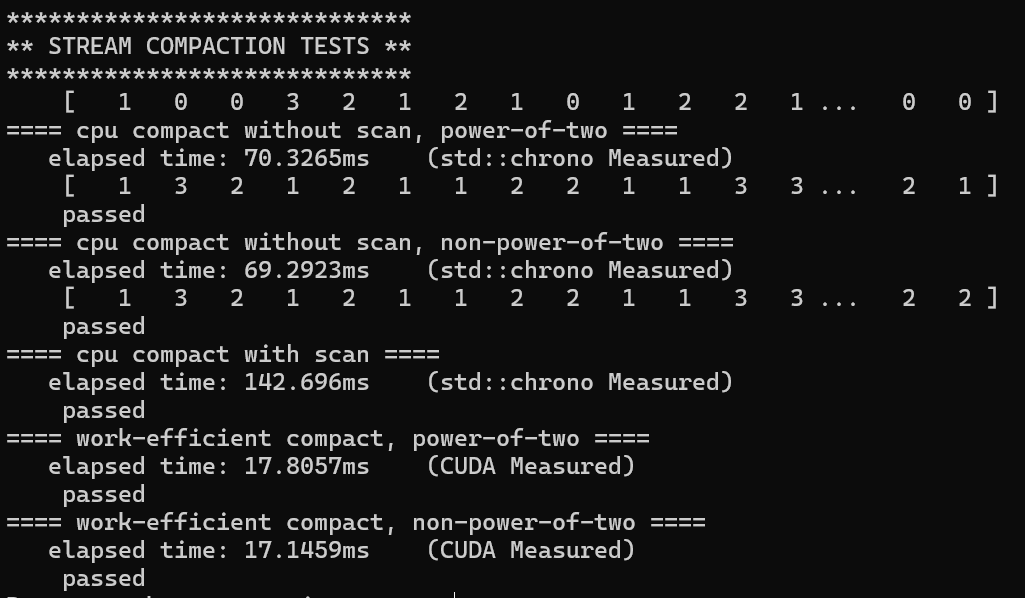 *****************************
** STREAM COMPACTION TESTS **
*****************************
    [   1   0   0   3   2   1   2   1   0   1   2   2   1 ...   0   0 ]
==== cpu compact without scan, power-of-two ====
   elapsed time: 70.3265ms    (std::chrono Measured)
    [   1   3   2   1   2   1   1   2   2   1   1   3   3 ...   2   1 ]
    passed
==== cpu compact without scan, non-power-of-two ====
   elapsed time: 69.2923ms    (std::chrono Measured)
    [   1   3   2   1   2   1   1   2   2   1   1   3   3 ...   2   2 ]
    passed
==== cpu compact with scan ====
   elapsed time: 142.696ms    (std::chrono Measured)
    passed
==== work-efficient compact, power-of-two ====
   elapsed time: 17.8057ms    (CUDA Measured)
    passed
==== work-efficient compact, non-power-of-two ====
   elapsed time: 17.1459ms    (CUDA Measured)
    passed